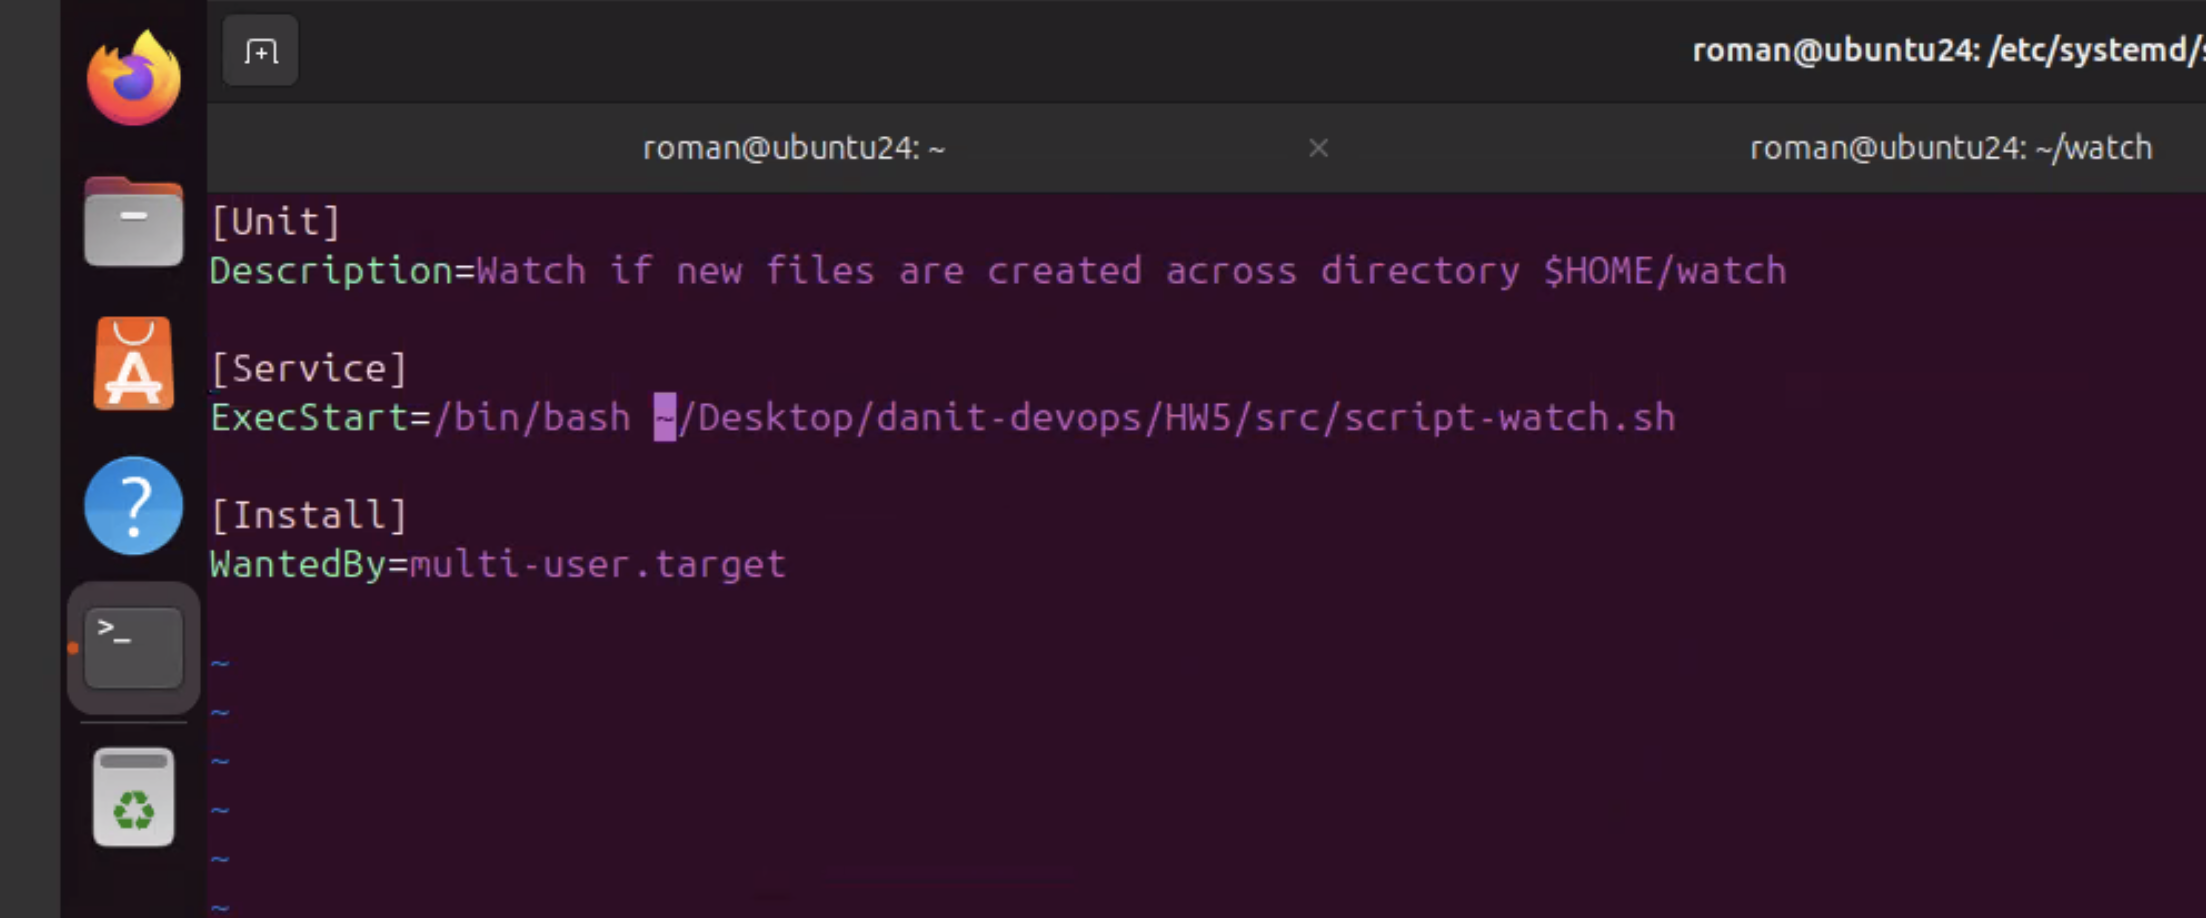 roman@ubuntu24: /etc/systemd/s
roman@ubuntu24: ~
roman@ubuntu24: ~/watch
[Unit]
Description=Watch if new files are created across directory $HOME/watch
[Service]
ExecStart=/bin/bash ~/Desktop/danit-devops/HW5/src/script-watch.sh
[Install]
WantedBy=multi-user.target
~
~
~
~
~
~